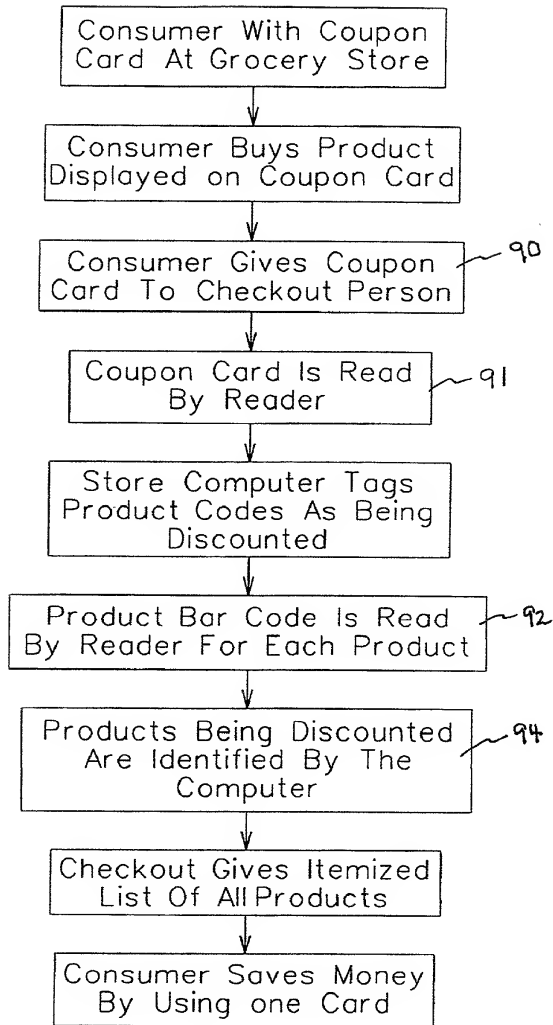 Consumer With Coupon
Card At Grocery Store
Consumer Buys Product
Displayed on Coupon Card
Consumer Gives Coupon
Card To Checkout Person
90
Coupon Card Is Read
By Reader
91
Store Computer Tags
Product Codes As Being
Discounted
Product Bar Code Is Read
By Reader For Each Product
92
Products Being Discounted
Are Identified By The
Computer
94
Checkout Gives Itemized
List Of All Products
Consumer Saves Money
By Using one Card